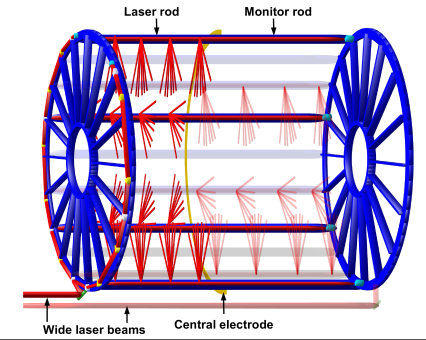 Laser rod
Monitor rod
Wide laser beams
Central electrode